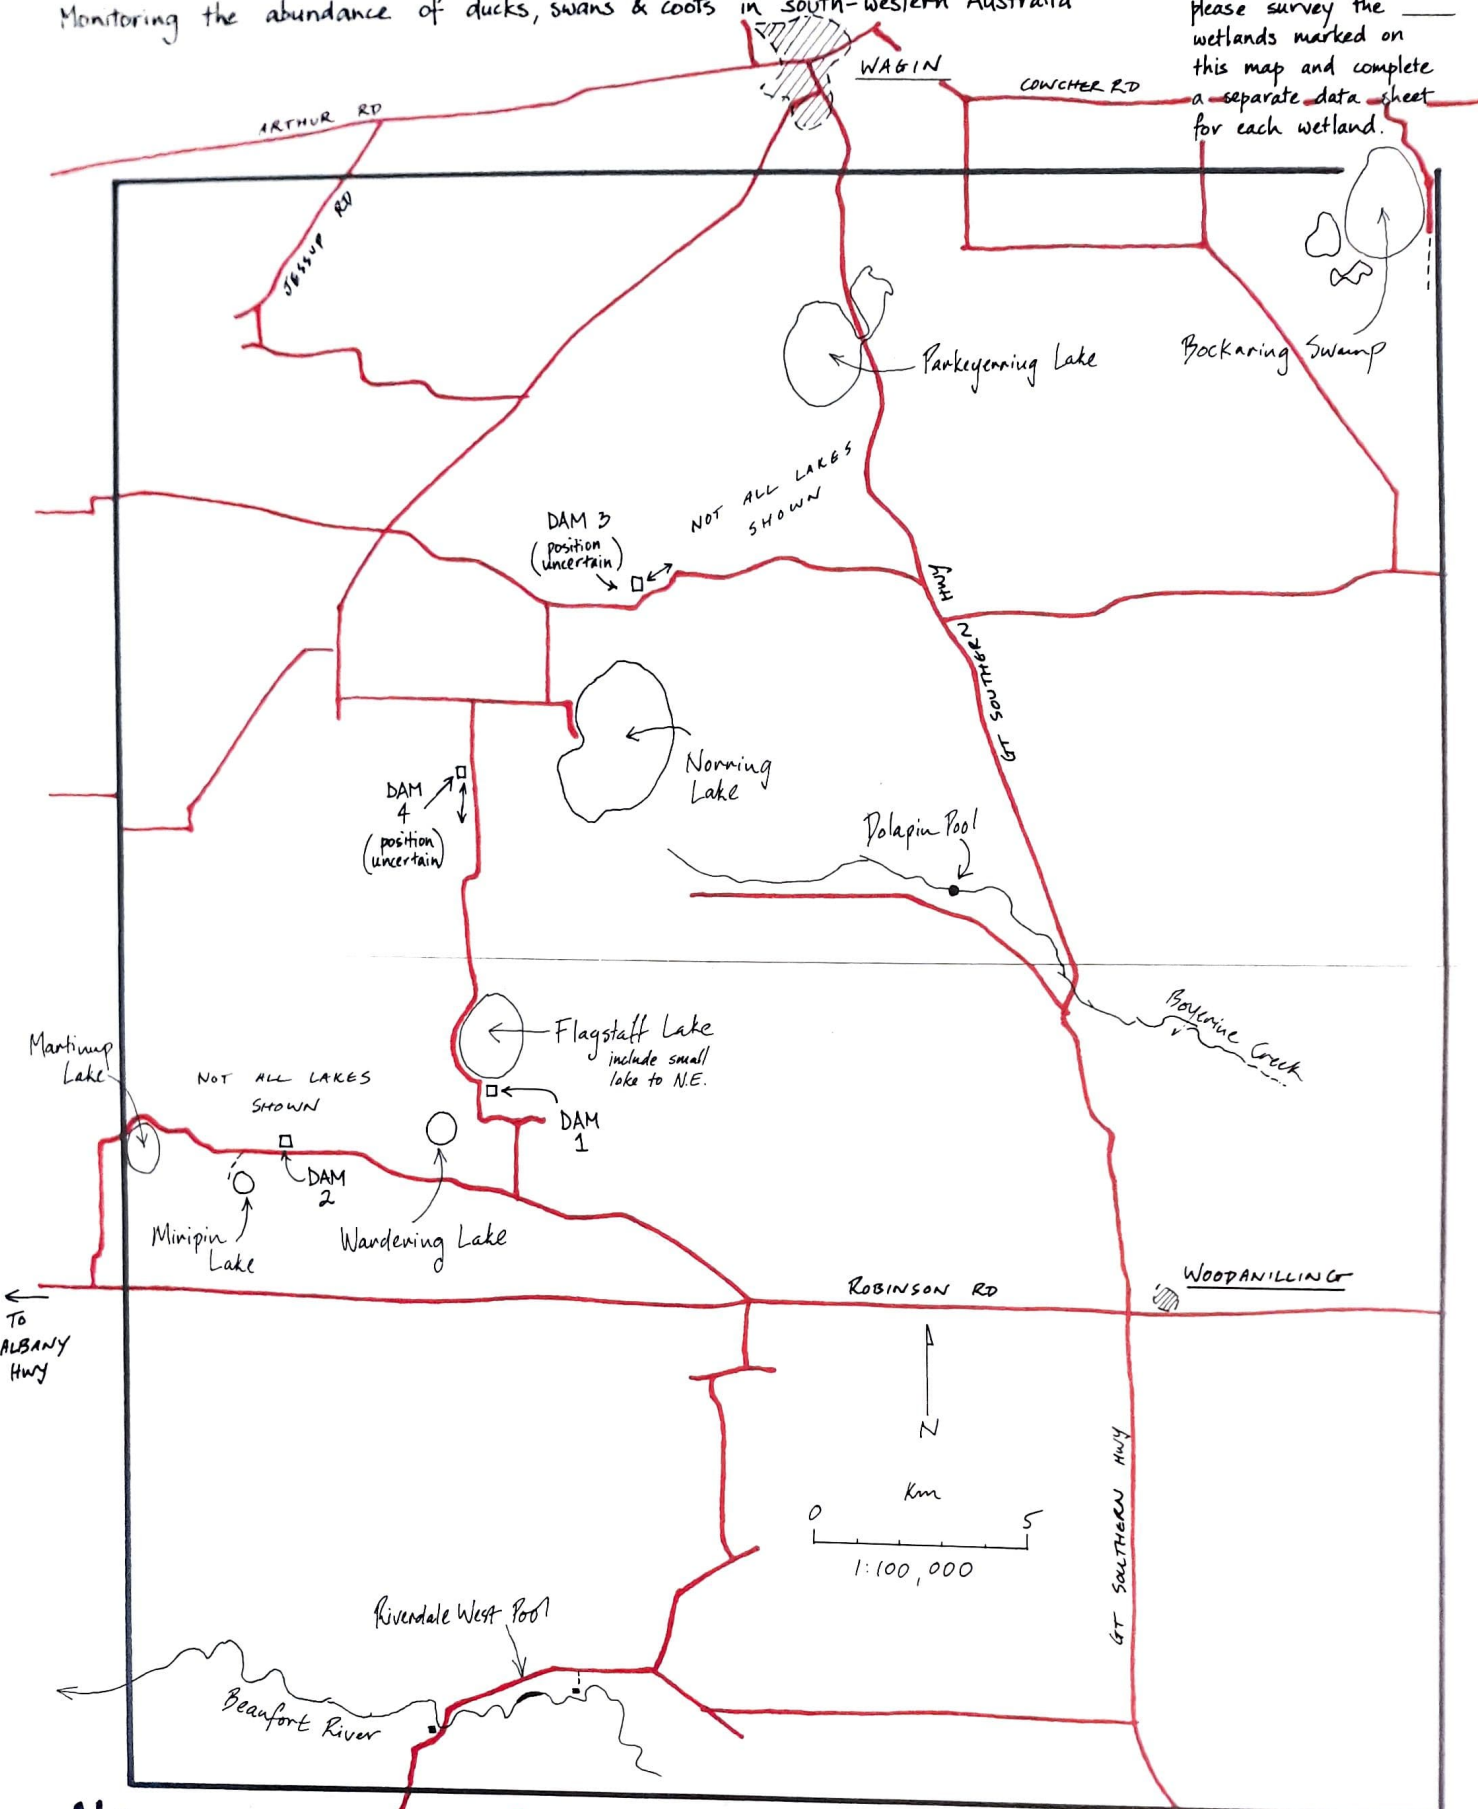 Monitoring the abundance of ducks, swans & coots in south-western Australia
please survey the
wetlands marked on
this map and complete
a separate data sheet
for each wetland.
WAGIN
COWCHER RD
ARTHUR RD
JESSUP RD
Parkeyerring Lake
Bockaring Swamp
NOT ALL LAKES
SHOWN
DAM 3
(position
uncertain)
HWY
GT SOUTHERN
Norring
Lake
DAM
4
(position
uncertain)
Dolapin Pool
Boyerine Creek
Flagstaff Lake
include small
lake to N.E.
Martinup
Lake
NOT ALL LAKES
SHOWN
DAM
1
DAM
2
Miripin
Lake
Wardering Lake
ROBINSON RD
WOODANILLING
TO
ALBANY
HWY
N
Km
0 5
1:100,000
GT SOUTHERN HWY
Riverdale West Pool
Beaufort River